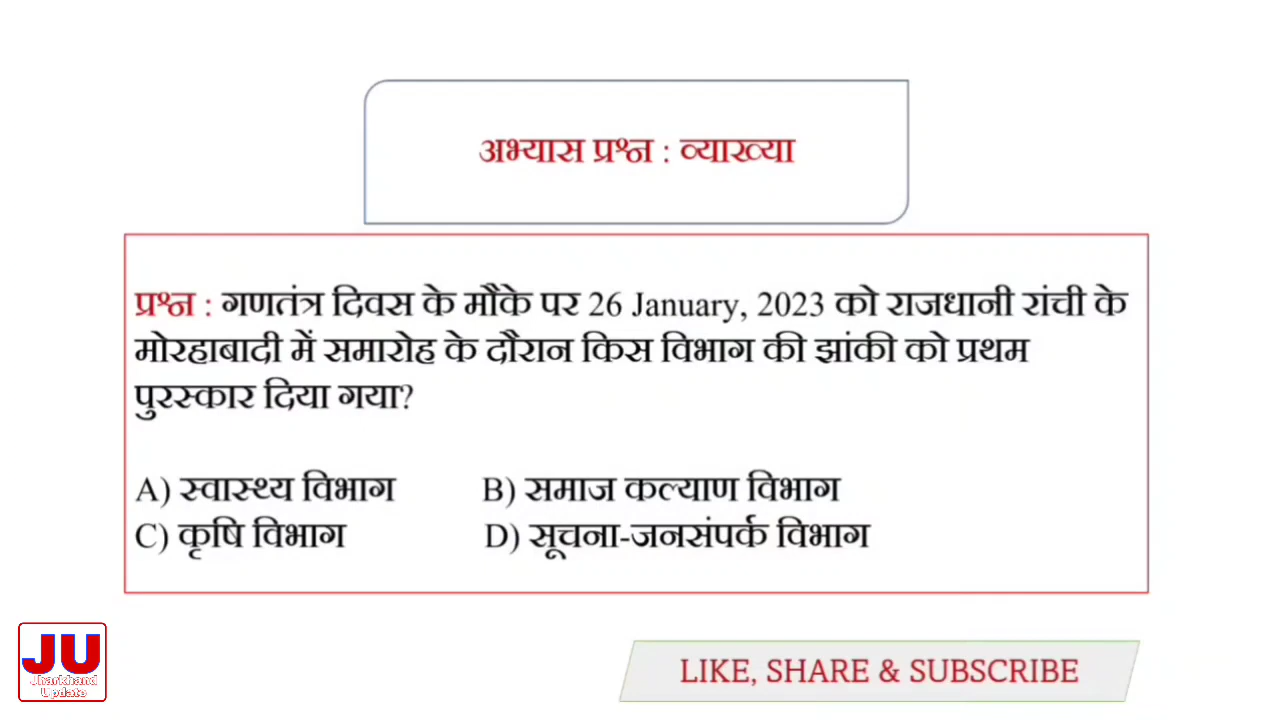 अभ्यास प्रश्न : व्याख्या
प्रश्न : गणतंत्र दिवस के मौके पर 26 January, 2023 को राजधानी रांची के
मोरहाबादी में समारोह के दौरान किस विभाग की झांकी को प्रथम
पुरस्कार दिया गया?
A) स्वास्थ्य विभाग B) समाज कल्याण विभाग
C) कृषि विभाग D) सूचना-जनसंपर्क विभाग
JU
Jharkhand
Update
LIKE, SHARE & SUBSCRIBE